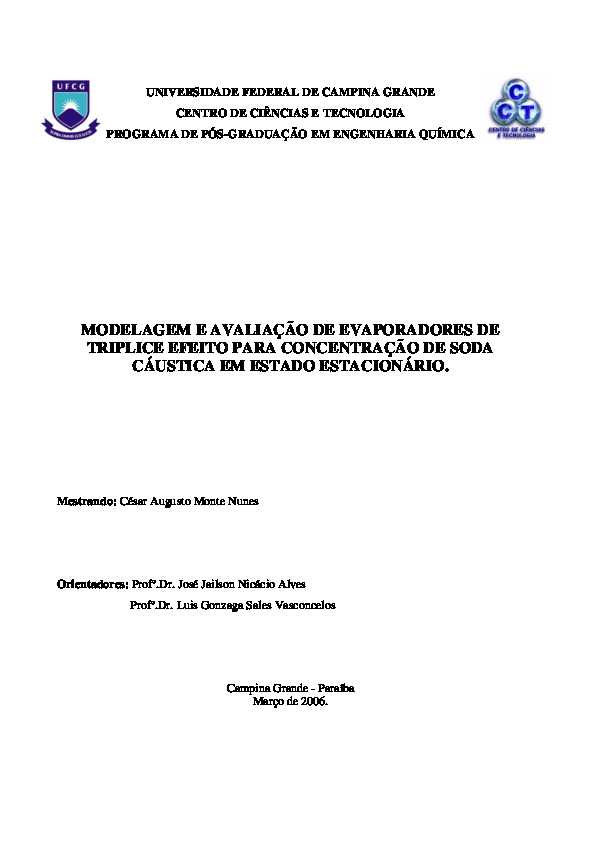 UFCG
UNIVERSIDADE FEDERAL DE CAMPINA GRANDE
CENTRO DE CIÊNCIAS E TECNOLOGIA
PROGRAMA DE PÓS-GRADUAÇÃO EM ENGENHARIA QUÍMICA
C
C T
CENTRO DE CIÊNCIAS
E TECNOLOGIA
MODELAGEM E AVALIAÇÃO DE EVAPORADORES DE
TRIPLICE EFEITO PARA CONCENTRAÇÃO DE SODA
CÁUSTICA EM ESTADO ESTACIONÁRIO.
Mestrando: César Augusto Monte Nunes
Orientadores: Profº.Dr. José Jailson Nicácio Alves
Profº.Dr. Luis Gonzaga Sales Vasconcelos
Campina Grande - Paraíba
Março de 2006.